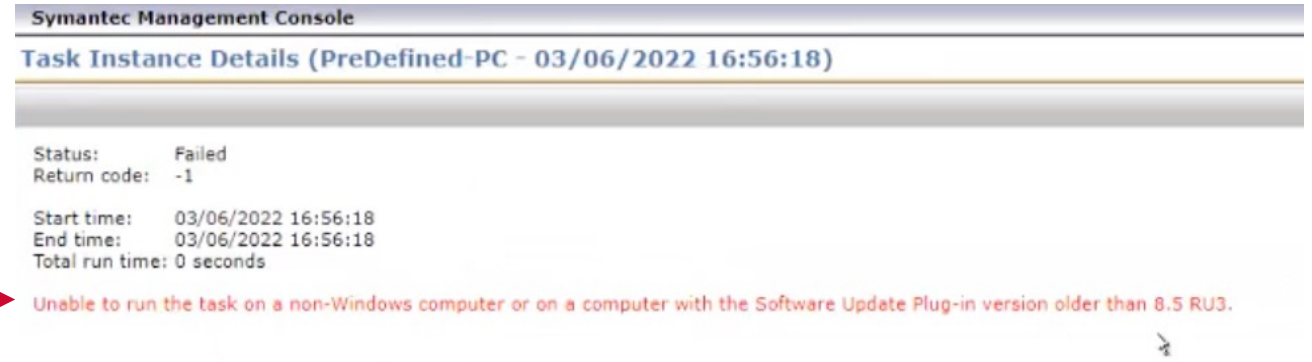 Symantec Management Console
Task Instance Details (PreDefined-PC - 03/06/2022 16:56:18)
Status: Failed
Return code: -1
Start time: 03/06/2022 16:56:18
End time: 03/06/2022 16:56:18
Total run time: 0 seconds
Unable to run the task on a non-Windows computer or on a computer with the Software Update Plug-in version older than 8.5 RU3.